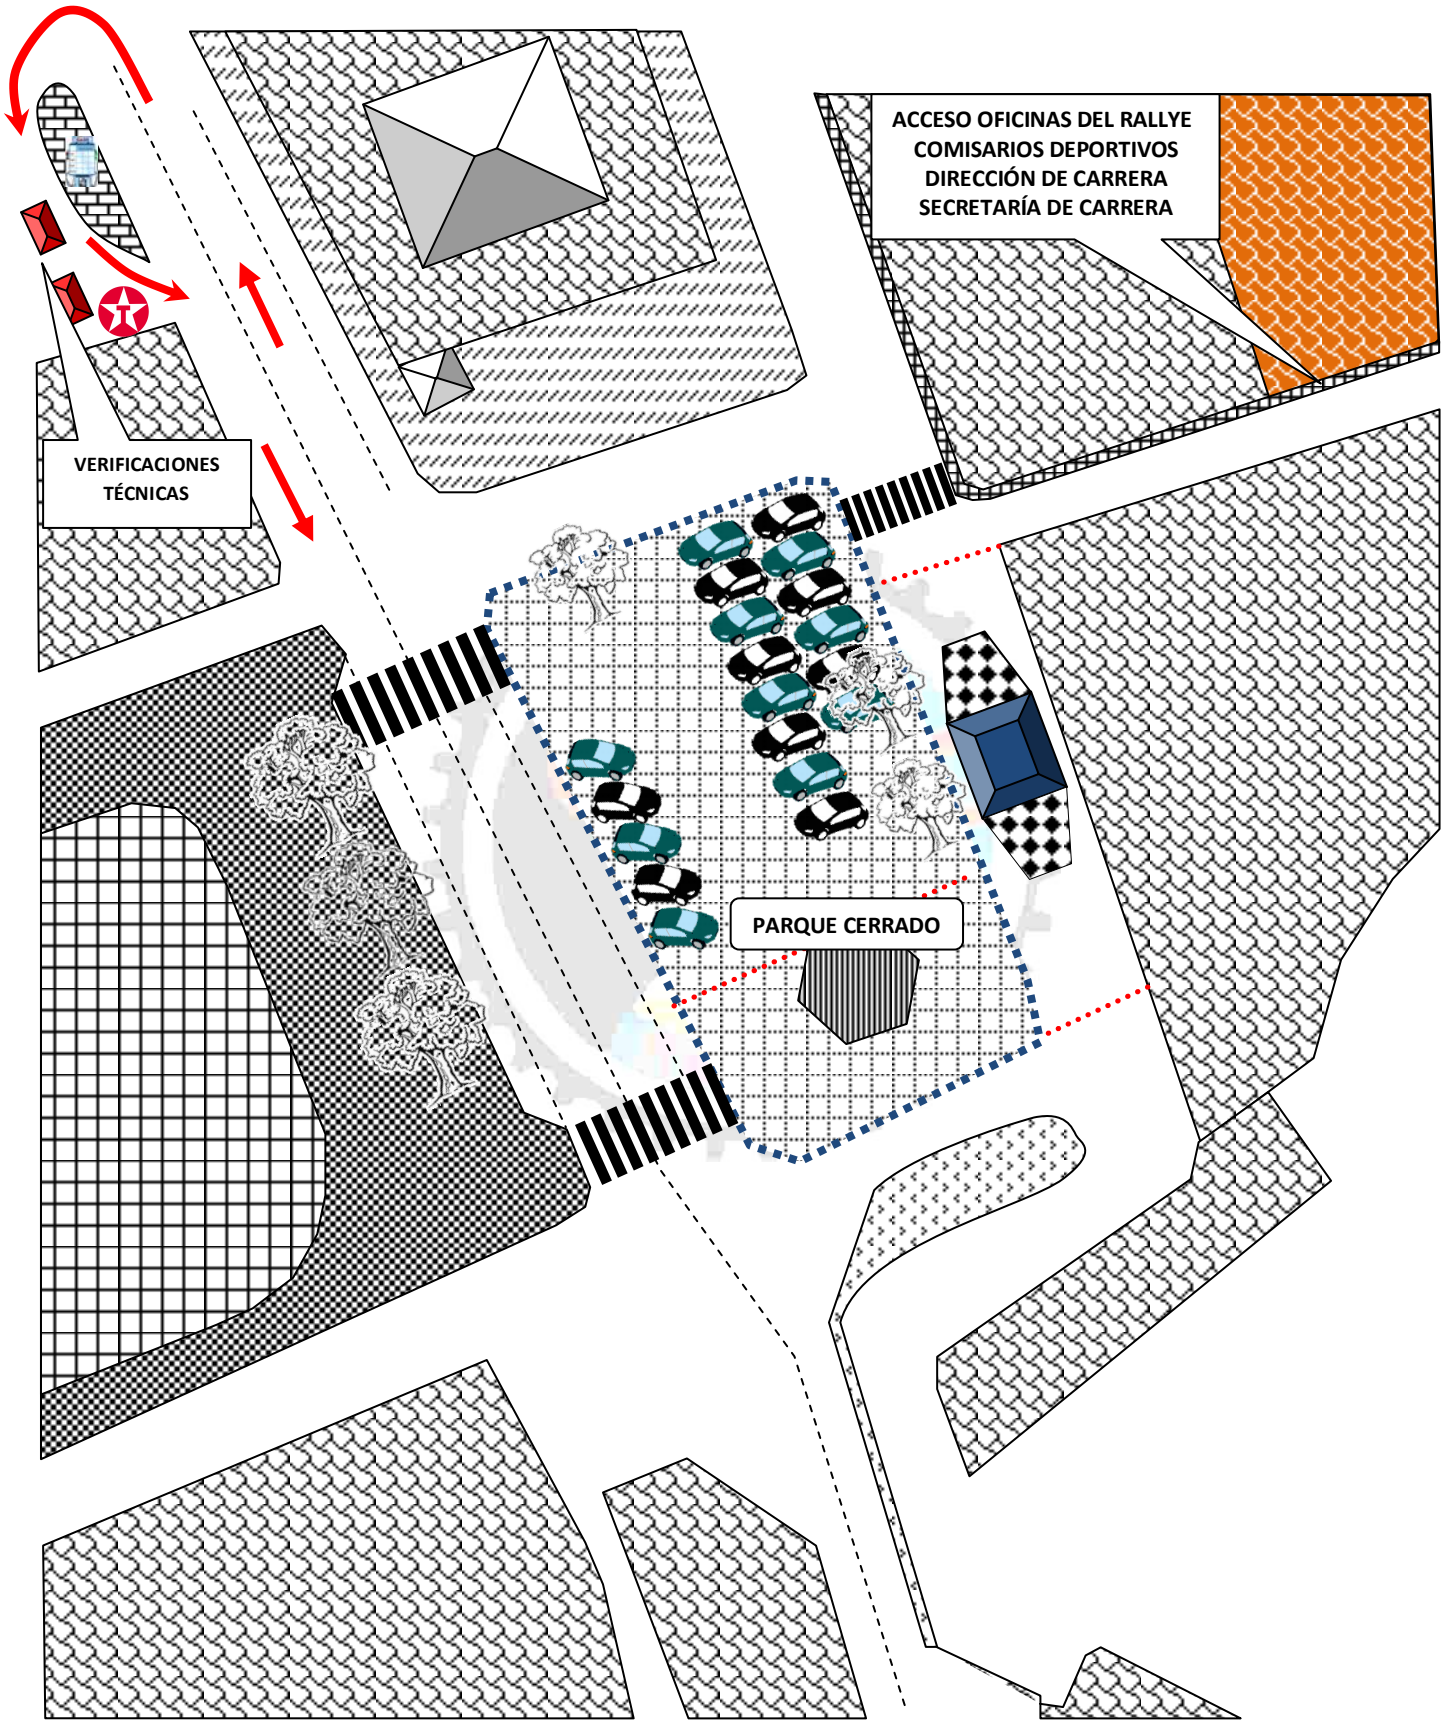 ACCESO OFICINAS DEL RALLYE
COMISARIOS DEPORTIVOS
DIRECCIÓN DE CARRERA
SECRETARÍA DE CARRERA
VERIFICACIONES
TÉCNICAS
PARQUE CERRADO